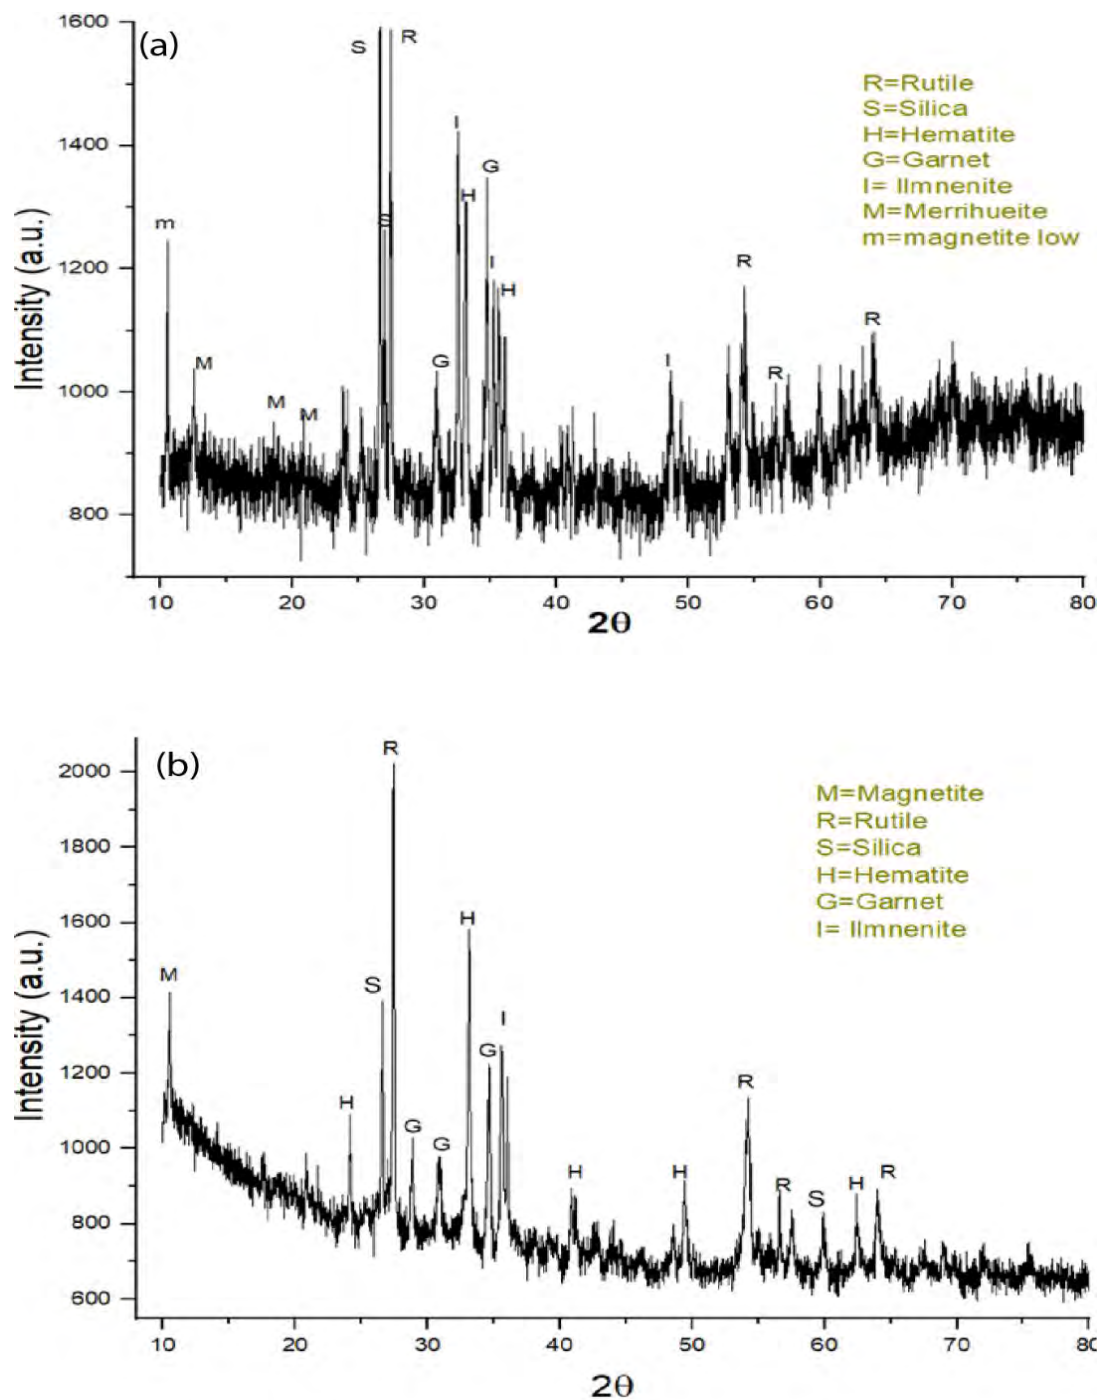 (a)
1600
1400
1200
1000
800
Intensity (a.u.)
m
M
M
M
S
R
S
G
I
H
G
I
H
I
R
R
R
R=Rutile
S=Silica
H=Hematite
G=Garnet
I= Ilmnenite
M=Merrihueite
m=magnetite low
10 20 30 40 50 60 70 80
2θ
(b)
2000
1800
1600
1400
1200
1000
800
600
Intensity (a.u.)
M
H
S
R
G
G
H
G
I
H
H
R
R
S
H
R
M=Magnetite
R=Rutile
S=Silica
H=Hematite
G=Garnet
I= Ilmnenite
10 20 30 40 50 60 70 80
2θ